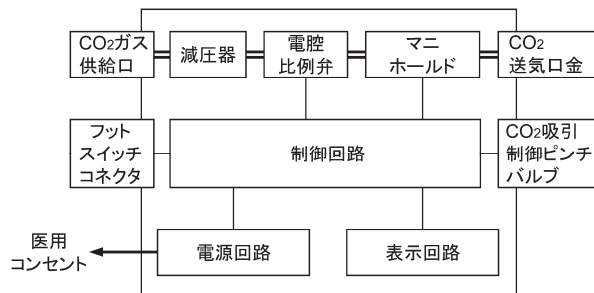 CO2ガス
供給口
減圧器
電腔
比例弁
マニ
ホールド
CO2
送気口金
フット
スイッチ
コネクタ
制御回路
CO2吸引
制御ピンチ
バルブ
医用
コンセント
電源回路
表示回路